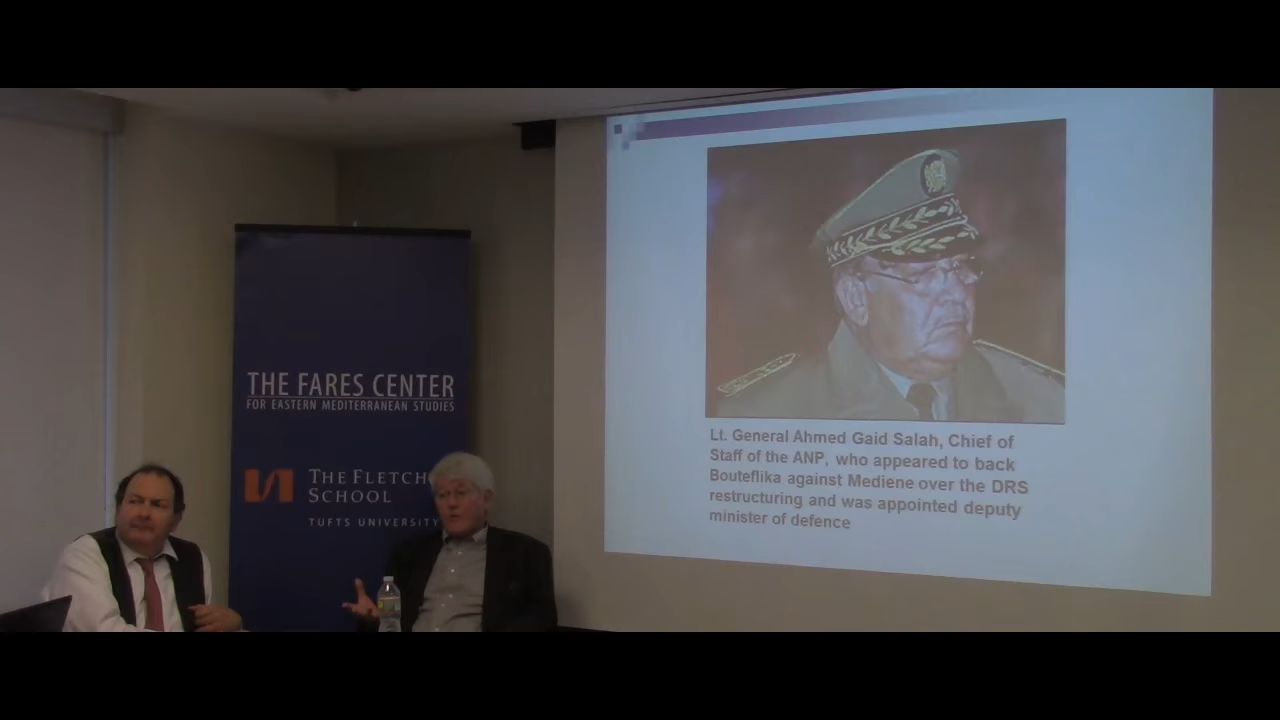 THE FARES CENTER
FOR EASTERN MEDITERRANEAN STUDIES
THE FLETCH
SCHOOL
TUFTS UNIVERSITY
Lt. General Ahmed Gaid Salah, Chief of
Staff of the ANP, who appeared to back
Bouteflika against Mediene over the DRS
restructuring and was appointed deputy
minister of defence